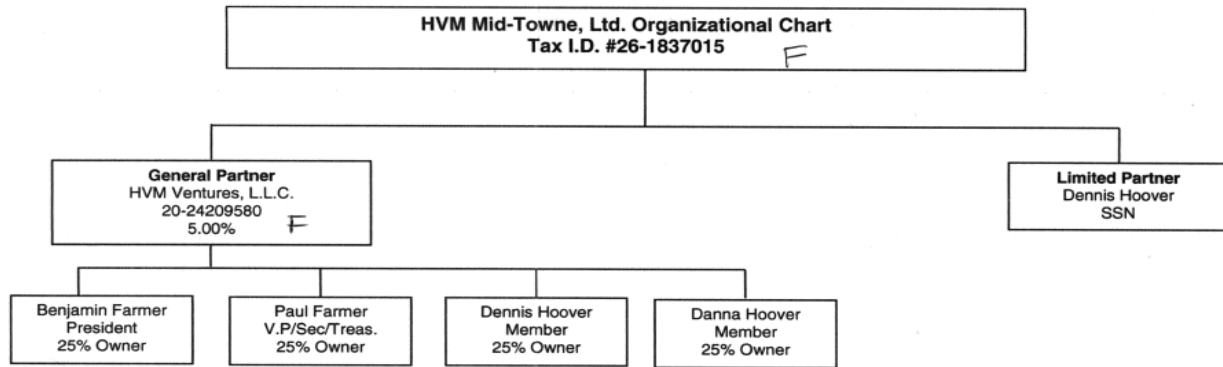 HVM Mid-Towne, Ltd. Organizational Chart
Tax I.D. #26-1837015
F
General Partner
HVM Ventures, L.L.C.
20-24209580
5.00%
F
Limited Partner
Dennis Hoover
SSN
Benjamin Farmer
President
25% Owner
Paul Farmer
V.P/Sec/Treas.
25% Owner
Dennis Hoover
Member
25% Owner
Danna Hoover
Member
25% Owner